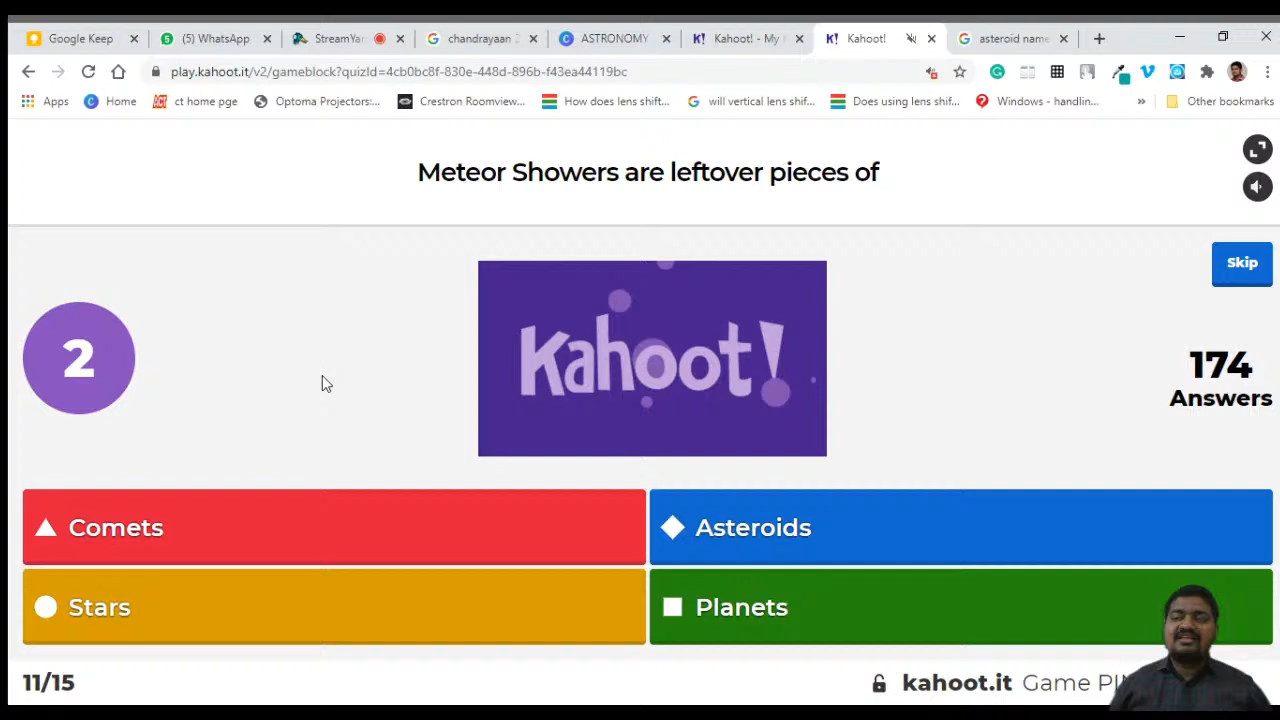 Google Keep
(5) WhatsApp
StreamYar
chandrayaan 2
ASTRONOMY
Kahoot! - My K
Kahoot!
asteroid name
play.kahoot.it/v2/gameblock?quizId=4cb0bc8f-830e-448d-896b-f43ea44119bc
Apps
Home
ct home pge
Optoma Projectors:...
Crestron Roomview...
How does lens shift...
will vertical lens shif...
Does using lens shif...
Windows - handlin...
»
Other bookmarks
Meteor Showers are leftover pieces of
Skip
2
Kahoot!
174
Answers
Comets
Asteroids
Stars
Planets
11/15
kahoot.it Game PI